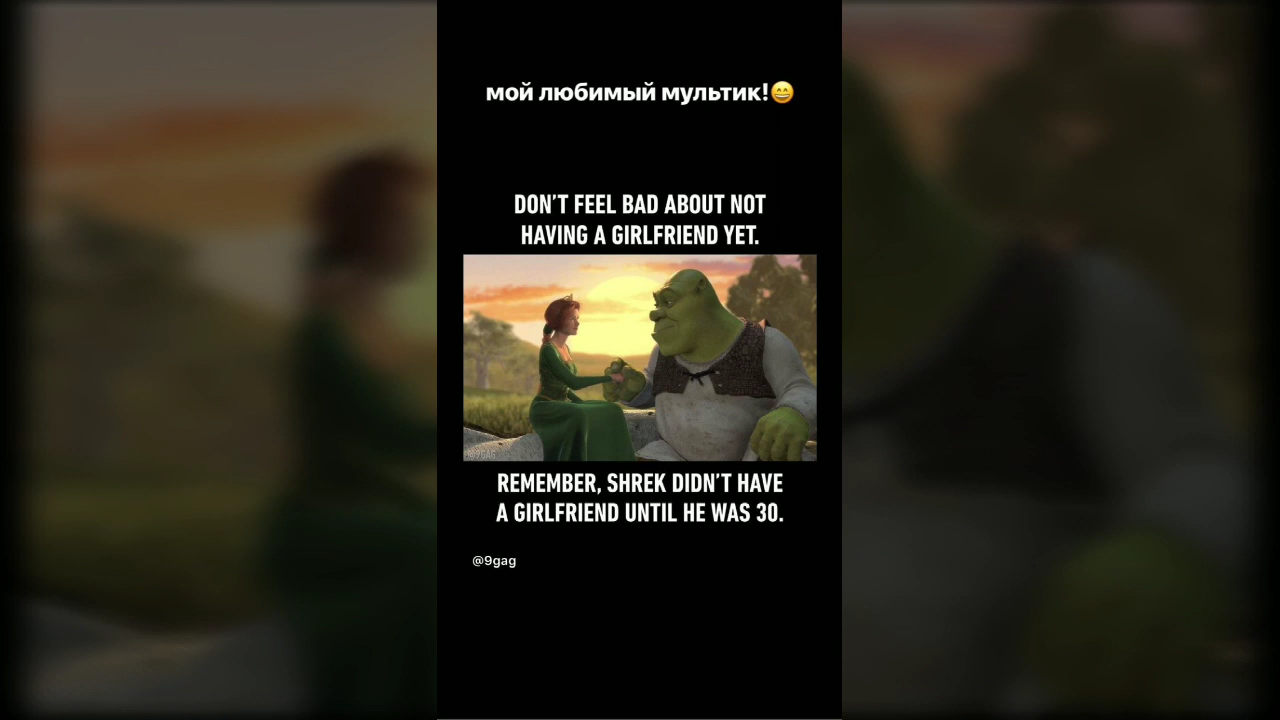 мой любимый мультик!😄
DON'T FEEL BAD ABOUT NOT
HAVING A GIRLFRIEND YET.
@9GAG
REMEMBER, SHREK DIDN'T HAVE
A GIRLFRIEND UNTIL HE WAS 30.
@9gag